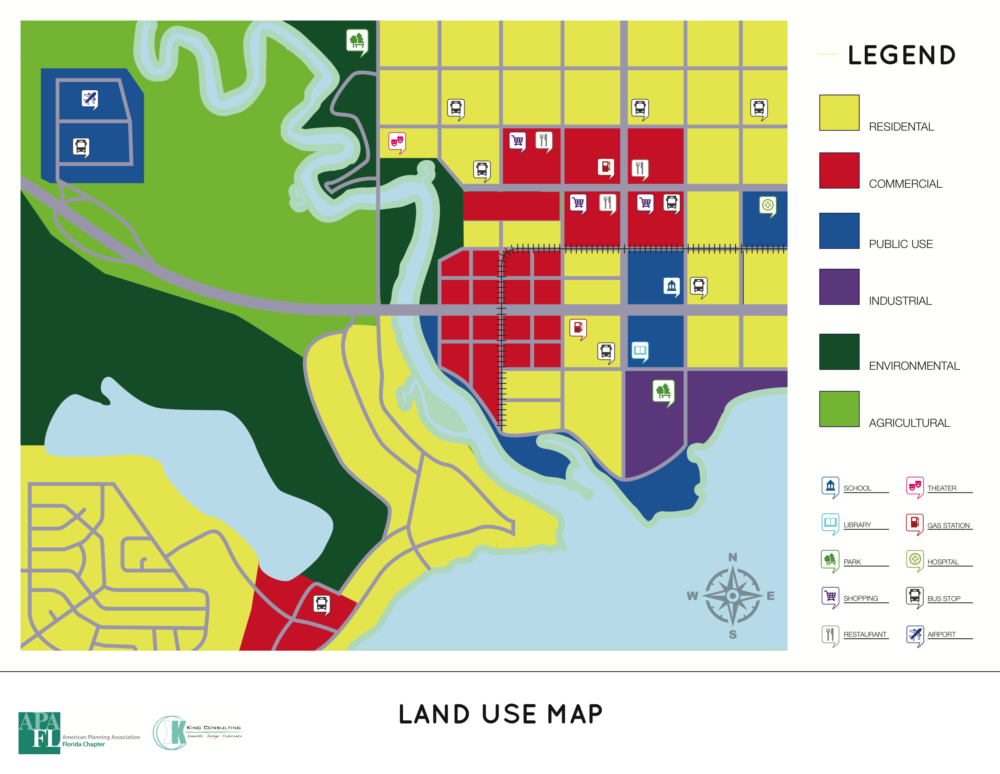 LEGEND
RESIDENTAL
COMMERCIAL
PUBLIC USE
INDUSTRIAL
ENVIRONMENTAL
AGRICULTURAL
SCHOOL
THEATER
LIBRARY
GAS STATION
PARK
HOSPITAL
SHOPPING
BUS STOP
RESTAURANT
AIRPORT
N
W
E
S
LAND USE MAP
APA
FL
American Planning Association
Florida Chapter
K
KING CONSULTING
Innovate Design Experience